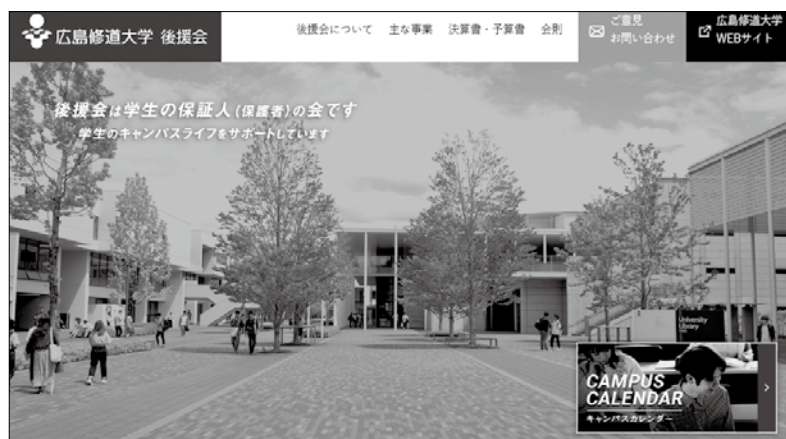 広島修道大学 後援会
後援会について 主な事業 決算書・予算書 会則
ご意見
お問い合わせ
広島修道大学
WEBサイト
後援会は学生の保証人(保護者)の会です
学生のキャンパスライフをサポートしています
University
Library
CAMPUS
CALENDAR
キャンパスカレンダー